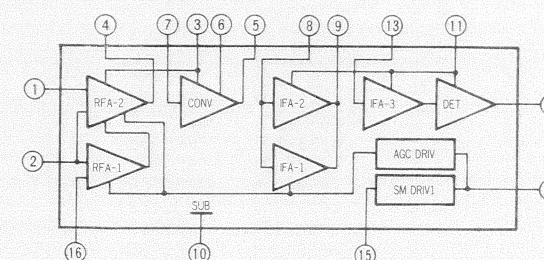 4 7 3 6 5 8 9 13 11
1 RFA-2 CONV IFA-2 IFA-3 DET
2 RFA-1 IFA-1 AGC DRIV
SM DRIV1
SUB
16 10 15